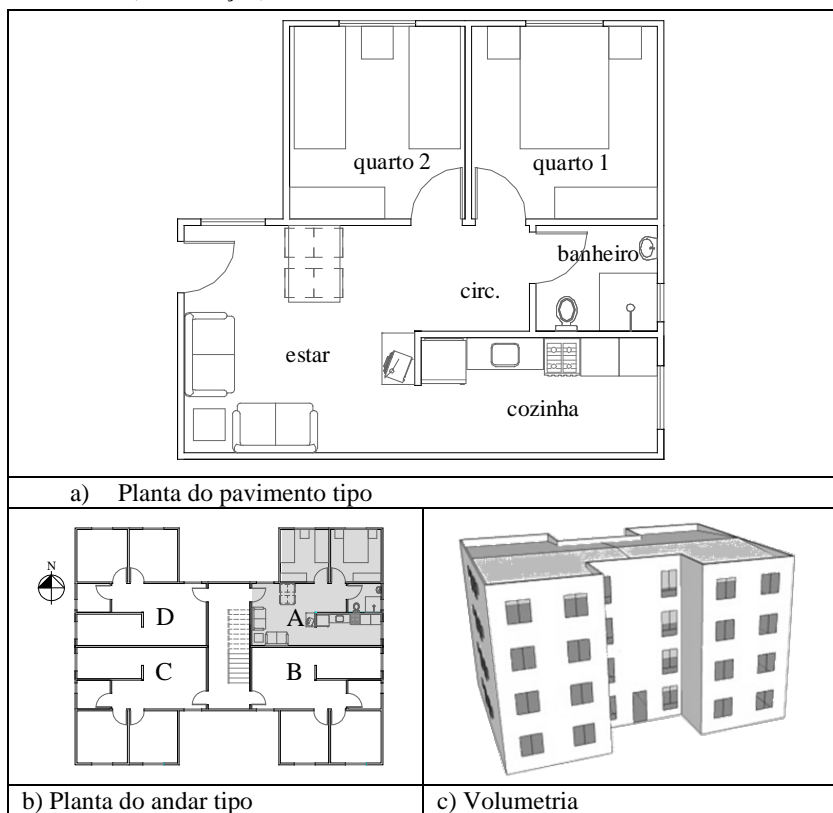 quarto 2
quarto 1
banheiro
circ.
estar
cozinha
a) Planta do pavimento tipo
N
D
A
C
B
b) Planta do andar tipo
c) Volumetria